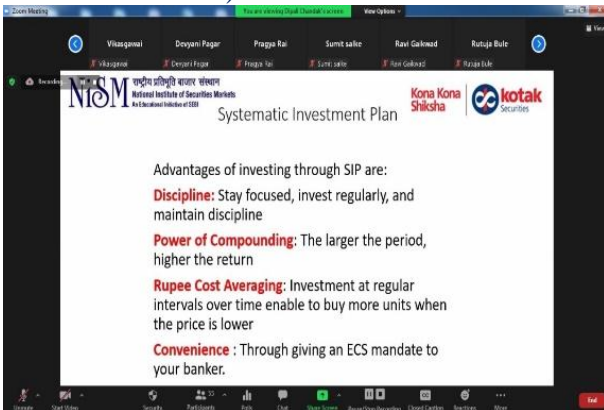 Zoom Meeting
You are viewing Dipali Chandak's screen View Options
View
Vikasgawai Devyani Pagar Pragya Rai Sumit salke Ravi Gaikwad Rutuja Bule
Vikasgawai Devyani Pagar Pragya Rai Sumit salke Ravi Gaikwad Rutuja Bule
Recording...
NISM
राष्ट्रीय प्रतिभूति बाजार संस्थान
National Institute of Securities Markets
An Educational Initiative of SEBI
Kona Kona
Shiksha
kotak
Securities
Systematic Investment Plan
Advantages of investing through SIP are:
Discipline: Stay focused, invest regularly, and
maintain discipline
Power of Compounding: The larger the period,
higher the return
Rupee Cost Averaging: Investment at regular
intervals over time enable to buy more units when
the price is lower
Convenience : Through giving an ECS mandate to
your banker.
Unmute Start Video Security Participants Polls Chat Share Screen Pause/Stop Recording Closed Caption Reactions More End